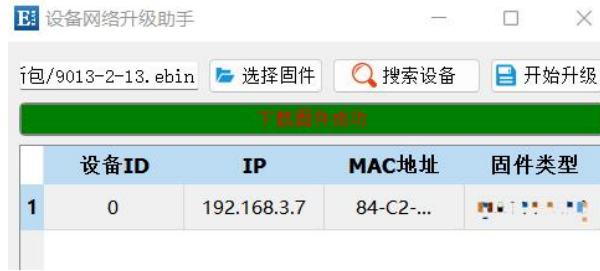 E 设备网络升级助手
包/9013-2-13.ebin 选择固件 搜索设备 开始升级
下载固件成功
设备ID IP MAC地址 固件类型
1 0 192.168.3.7 84-C2-...